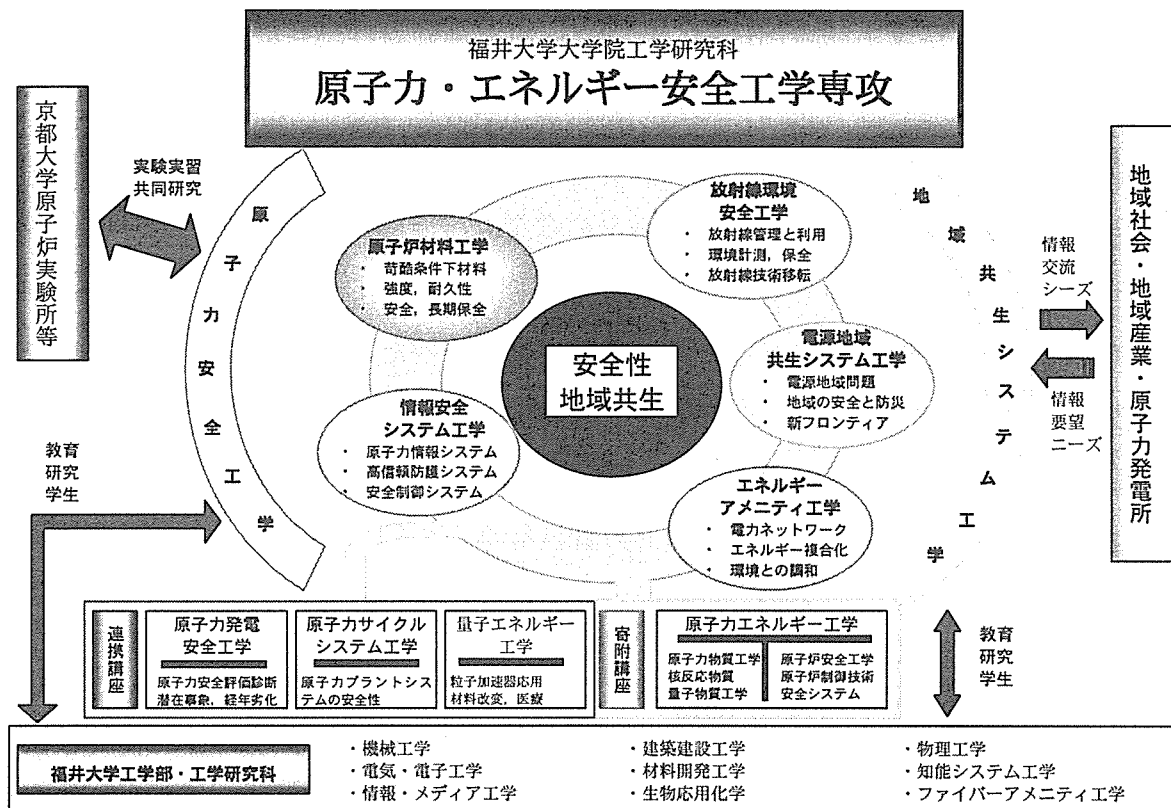 福井大学大学院工学研究科
原子力・エネルギー安全工学専攻
京都大学原子炉実験所等
実験実習
共同研究
原子力安全工学
原子炉材料工学
・ 苛酷条件下材料
・ 強度，耐久性
・ 安全，長期保全
放射線環境
安全工学
・ 放射線管理と利用
・ 環境計測，保全
・ 放射線技術移転
安全性
地域共生
電源地域
共生システム工学
・ 電源地域問題
・ 地域の安全と防災
・ 新フロンティア
情報安全
システム工学
・ 原子力情報システム
・ 高信頼防護システム
・ 安全制御システム
エネルギー
アメニティ工学
・ 電力ネットワーク
・ エネルギー複合化
・ 環境との調和
地域共生システム工学
情報
交流
シーズ
情報
要望
ニーズ
地域社会・地域産業・原子力発電所
教育
研究
学生
連携講座
原子力発電
安全工学
原子力安全評価診断
潜在事象，経年劣化
原子力サイクル
システム工学
原子力プラントシス
テムの安全性
量子エネルギー
工学
粒子加速器応用
材料改変，医療
寄附講座
原子力エネルギー工学
原子力物質工学
核反応物質
量子物質工学
原子炉安全工学
原子炉制御技術
安全システム
教育
研究
学生
福井大学工学部・工学研究科
・機械工学
・電気・電子工学
・情報・メディア工学
・建築建設工学
・材料開発工学
・生物応用化学
・物理工学
・知能システム工学
・ファイバーアメニティ工学